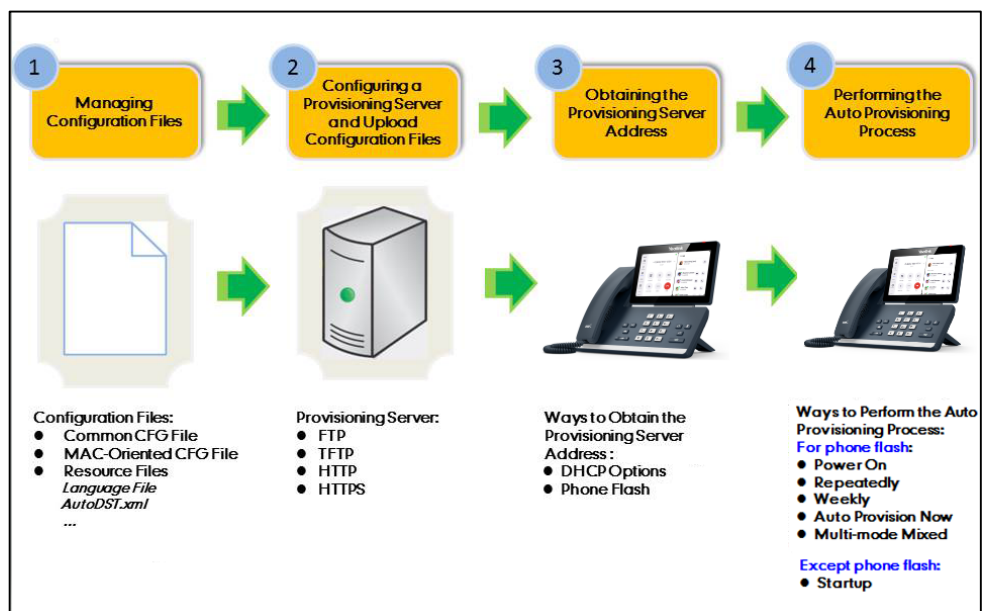 1
Managing
Configuration Files
2
Configuring a
Provisioning Server
and Upload
Configuration Files
3
Obtaining the
Provisioning Server
Address
4
Performing the
Auto Provisioning
Process
Configuration Files:
● Common CFG File
● MAC-Oriented CFG File
● Resource Files
Language File
AutoDST.xml
...
Provisioning Server:
● FTP
● TFTP
● HTTP
● HTTPS
Ways to Obtain the
Provisioning Server
Address :
● DHCP Options
● Phone Flash
Ways to Perform the Auto
Provisioning Process:
For phone flash:
● Power On
● Repeatedly
● Weekly
● Auto Provision Now
● Multi-mode Mixed
Except phone flash:
● Startup